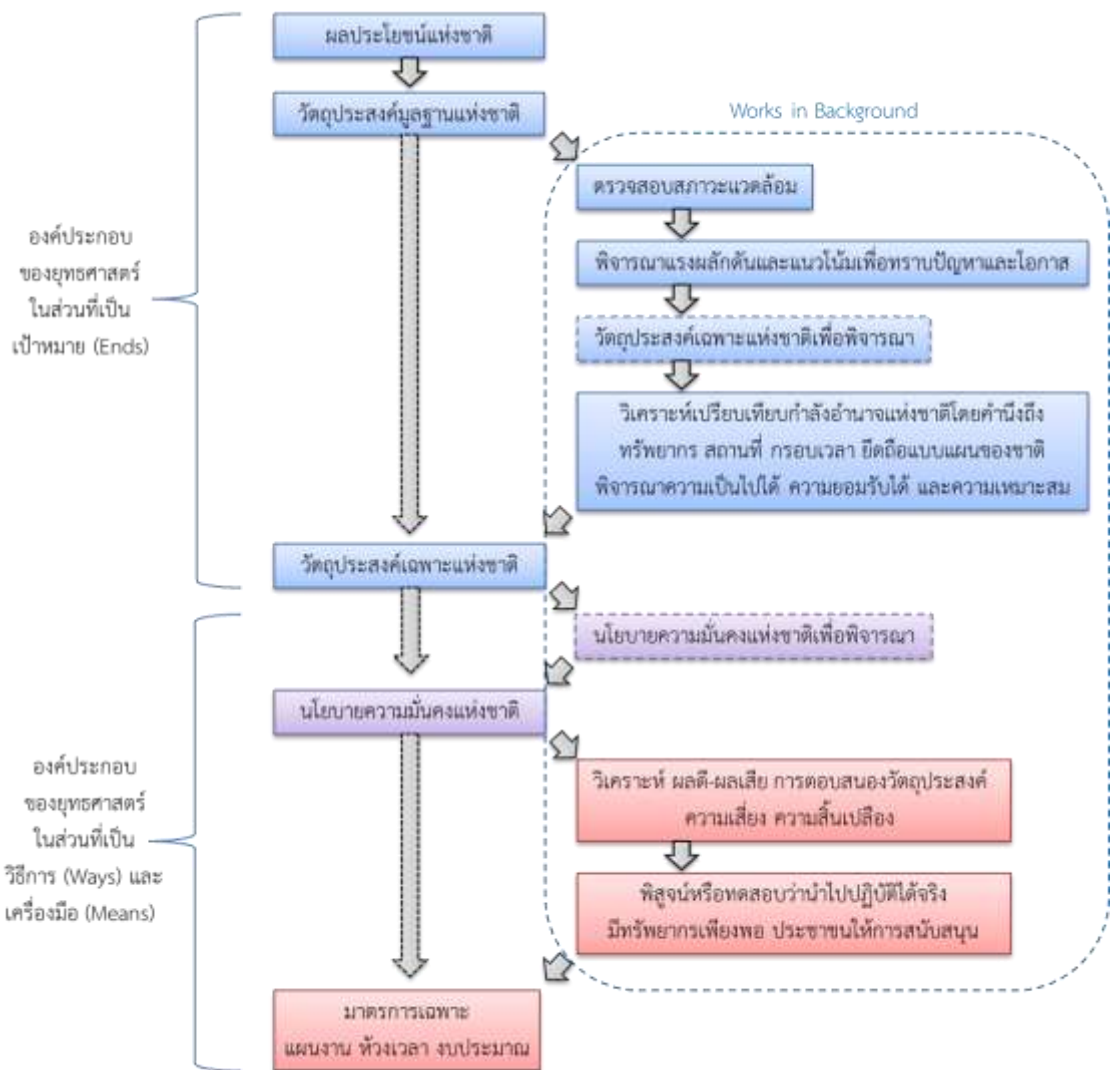 ผลประโยชน์แห่งชาติ
วัตถุประสงค์มูลฐานแห่งชาติ
Works in Background
ตรวจสอบสภาวะแวดล้อม
พิจารณาแรงผลักดันและแนวโน้มเพื่อทราบปัญหาและโอกาส
วัตถุประสงค์เฉพาะแห่งชาติเพื่อพิจารณา
วิเคราะห์เปรียบเทียบกำลังอำนาจแห่งชาติโดยคำนึงถึง
ทรัพยากร สถานที่ กรอบเวลา ยึดถือแบบแผนของชาติ
พิจารณาความเป็นไปได้ ความยอมรับได้ และความเหมาะสม
องค์ประกอบ
ของยุทธศาสตร์
ในส่วนที่เป็น
เป้าหมาย (Ends)
วัตถุประสงค์เฉพาะแห่งชาติ
นโยบายความมั่นคงแห่งชาติเพื่อพิจารณา
นโยบายความมั่นคงแห่งชาติ
วิเคราะห์ ผลดี-ผลเสีย การตอบสนองวัตถุประสงค์
ความเสี่ยง ความสิ้นเปลือง
พิสูจน์หรือทดสอบว่านำไปปฏิบัติได้จริง
มีทรัพยากรเพียงพอ ประชาชนให้การสนับสนุน
องค์ประกอบ
ของยุทธศาสตร์
ในส่วนที่เป็น
วิธีการ (Ways) และ
เครื่องมือ (Means)
มาตรการเฉพาะ
แผนงาน ห้วงเวลา งบประมาณ